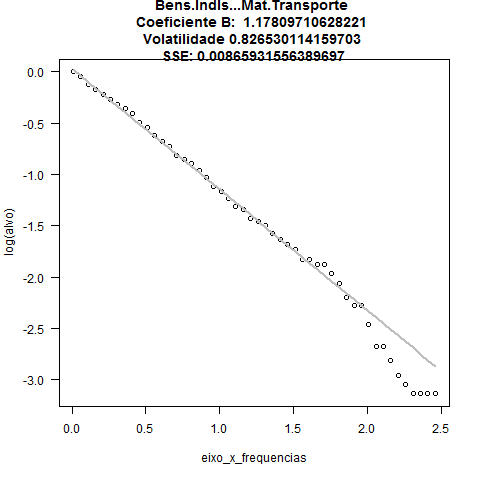 Bens.Indis...Mat.Transporte
Coeficiente B:  1.17809710628221
Volatilidade 0.826530114159703
SSE: 0.00865931556389697
0.0
-0.5
-1.0
-1.5
-2.0
-2.5
-3.0
log(alvo)
0.0 0.5 1.0 1.5 2.0 2.5
eixo_x_frequencias